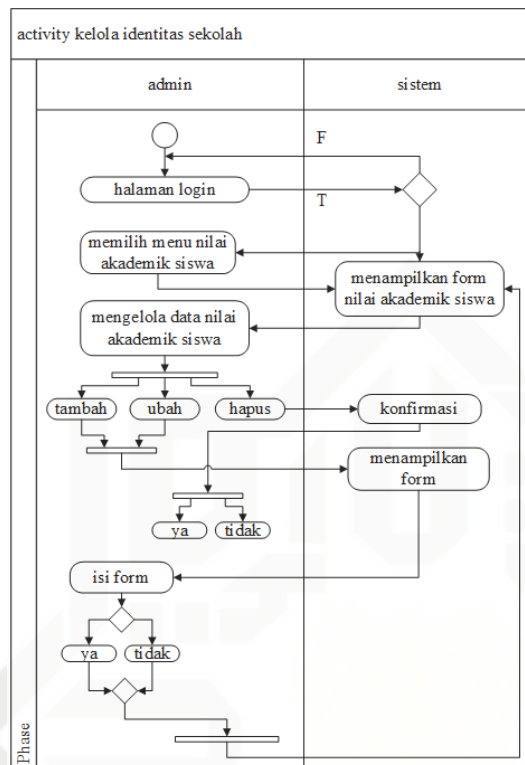 activity kelola identitas sekolah
admin
sistem
F
halaman login
T
memilih menu nilai
akademik siswa
menampilkan form
nilai akademik siswa
mengelola data nilai
akademik siswa
tambah
ubah
hapus
konfirmasi
menampilkan
form
ya
tidak
isi form
ya
tidak
Phase